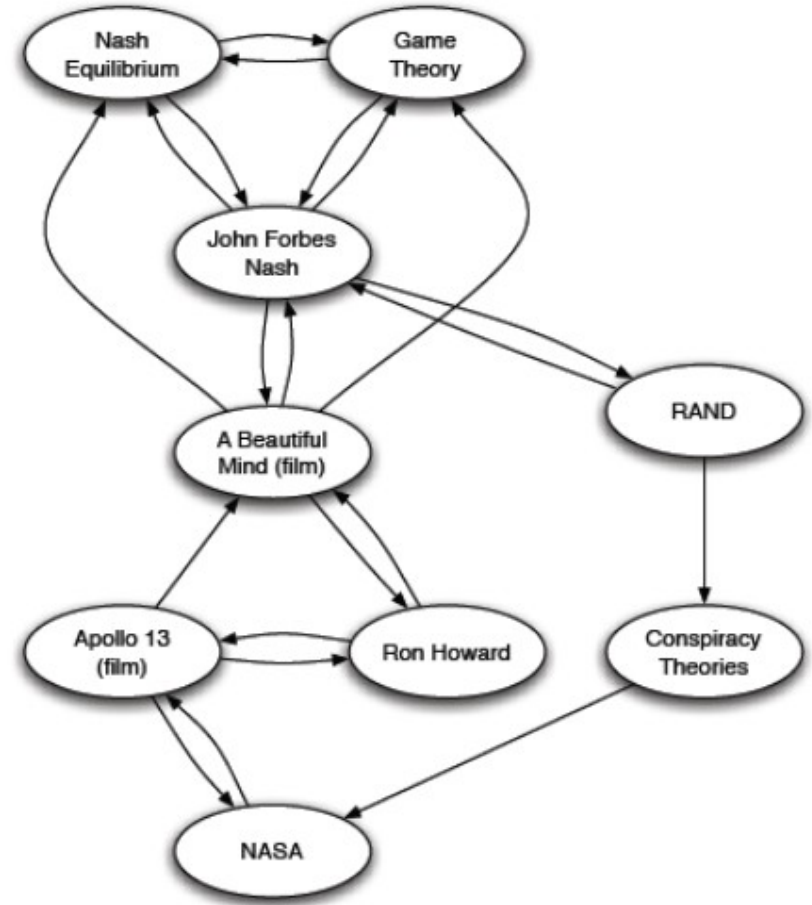 Nash
Equilibrium
Game
Theory
John Forbes
Nash
RAND
A Beautiful
Mind (film)
Apollo 13
(film)
Ron Howard
Conspiracy
Theories
NASA